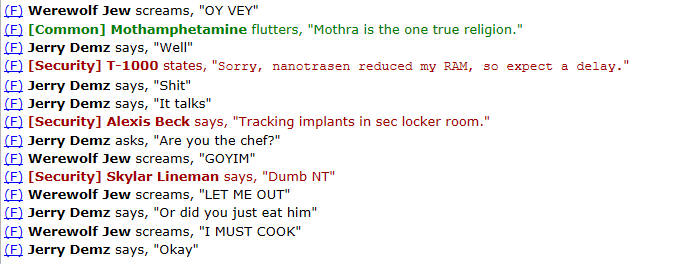 (F) Werewolf Jew screams, "OY VEY"
(F) [Common] Mothamphetamine flutters, "Mothra is the one true religion."
(F) Jerry Demz says, "Well"
(F) [Security] T-1000 states, "Sorry, nanotrasen reduced my RAM, so expect a delay."
(F) Jerry Demz says, "Shit"
(F) Jerry Demz says, "It talks"
(F) [Security] Alexis Beck says, "Tracking implants in sec locker room."
(F) Jerry Demz asks, "Are you the chef?"
(F) Werewolf Jew screams, "GOYIM"
(F) [Security] Skylar Lineman says, "Dumb NT"
(F) Werewolf Jew screams, "LET ME OUT"
(F) Jerry Demz says, "Or did you just eat him"
(F) Werewolf Jew screams, "I MUST COOK"
(F) Jerry Demz says, "Okay"